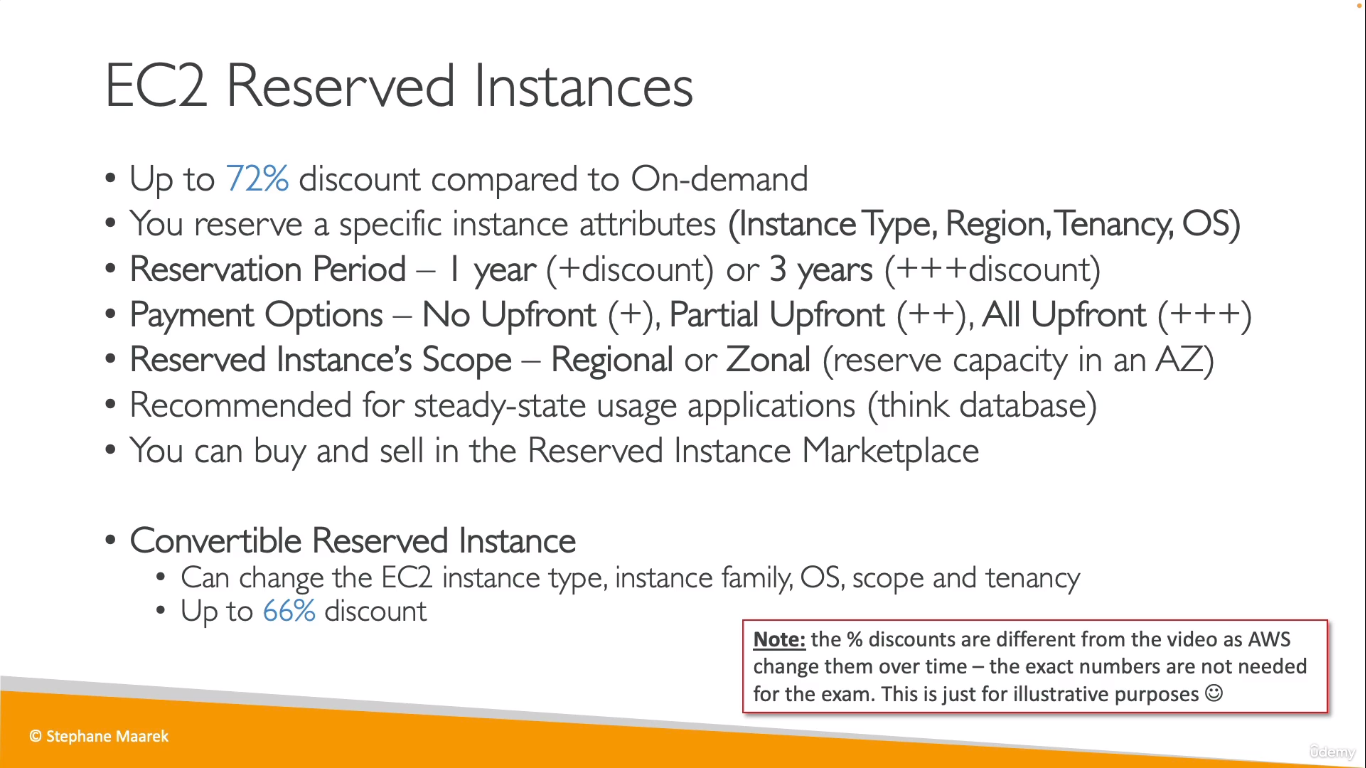 EC2 Reserved Instances
• Up to 72% discount compared to On-demand
• You reserve a specific instance attributes (Instance Type, Region, Tenancy, OS)
• Reservation Period – 1 year (+discount) or 3 years (+++discount)
• Payment Options – No Upfront (+), Partial Upfront (++), All Upfront (+++)
• Reserved Instance’s Scope – Regional or Zonal (reserve capacity in an AZ)
• Recommended for steady-state usage applications (think database)
• You can buy and sell in the Reserved Instance Marketplace
• Convertible Reserved Instance
• Can change the EC2 instance type, instance family, OS, scope and tenancy
• Up to 66% discount
Note: the % discounts are different from the video as AWS
change them over time – the exact numbers are not needed
for the exam. This is just for illustrative purposes ☺
© Stephane Maarek
ûdemy